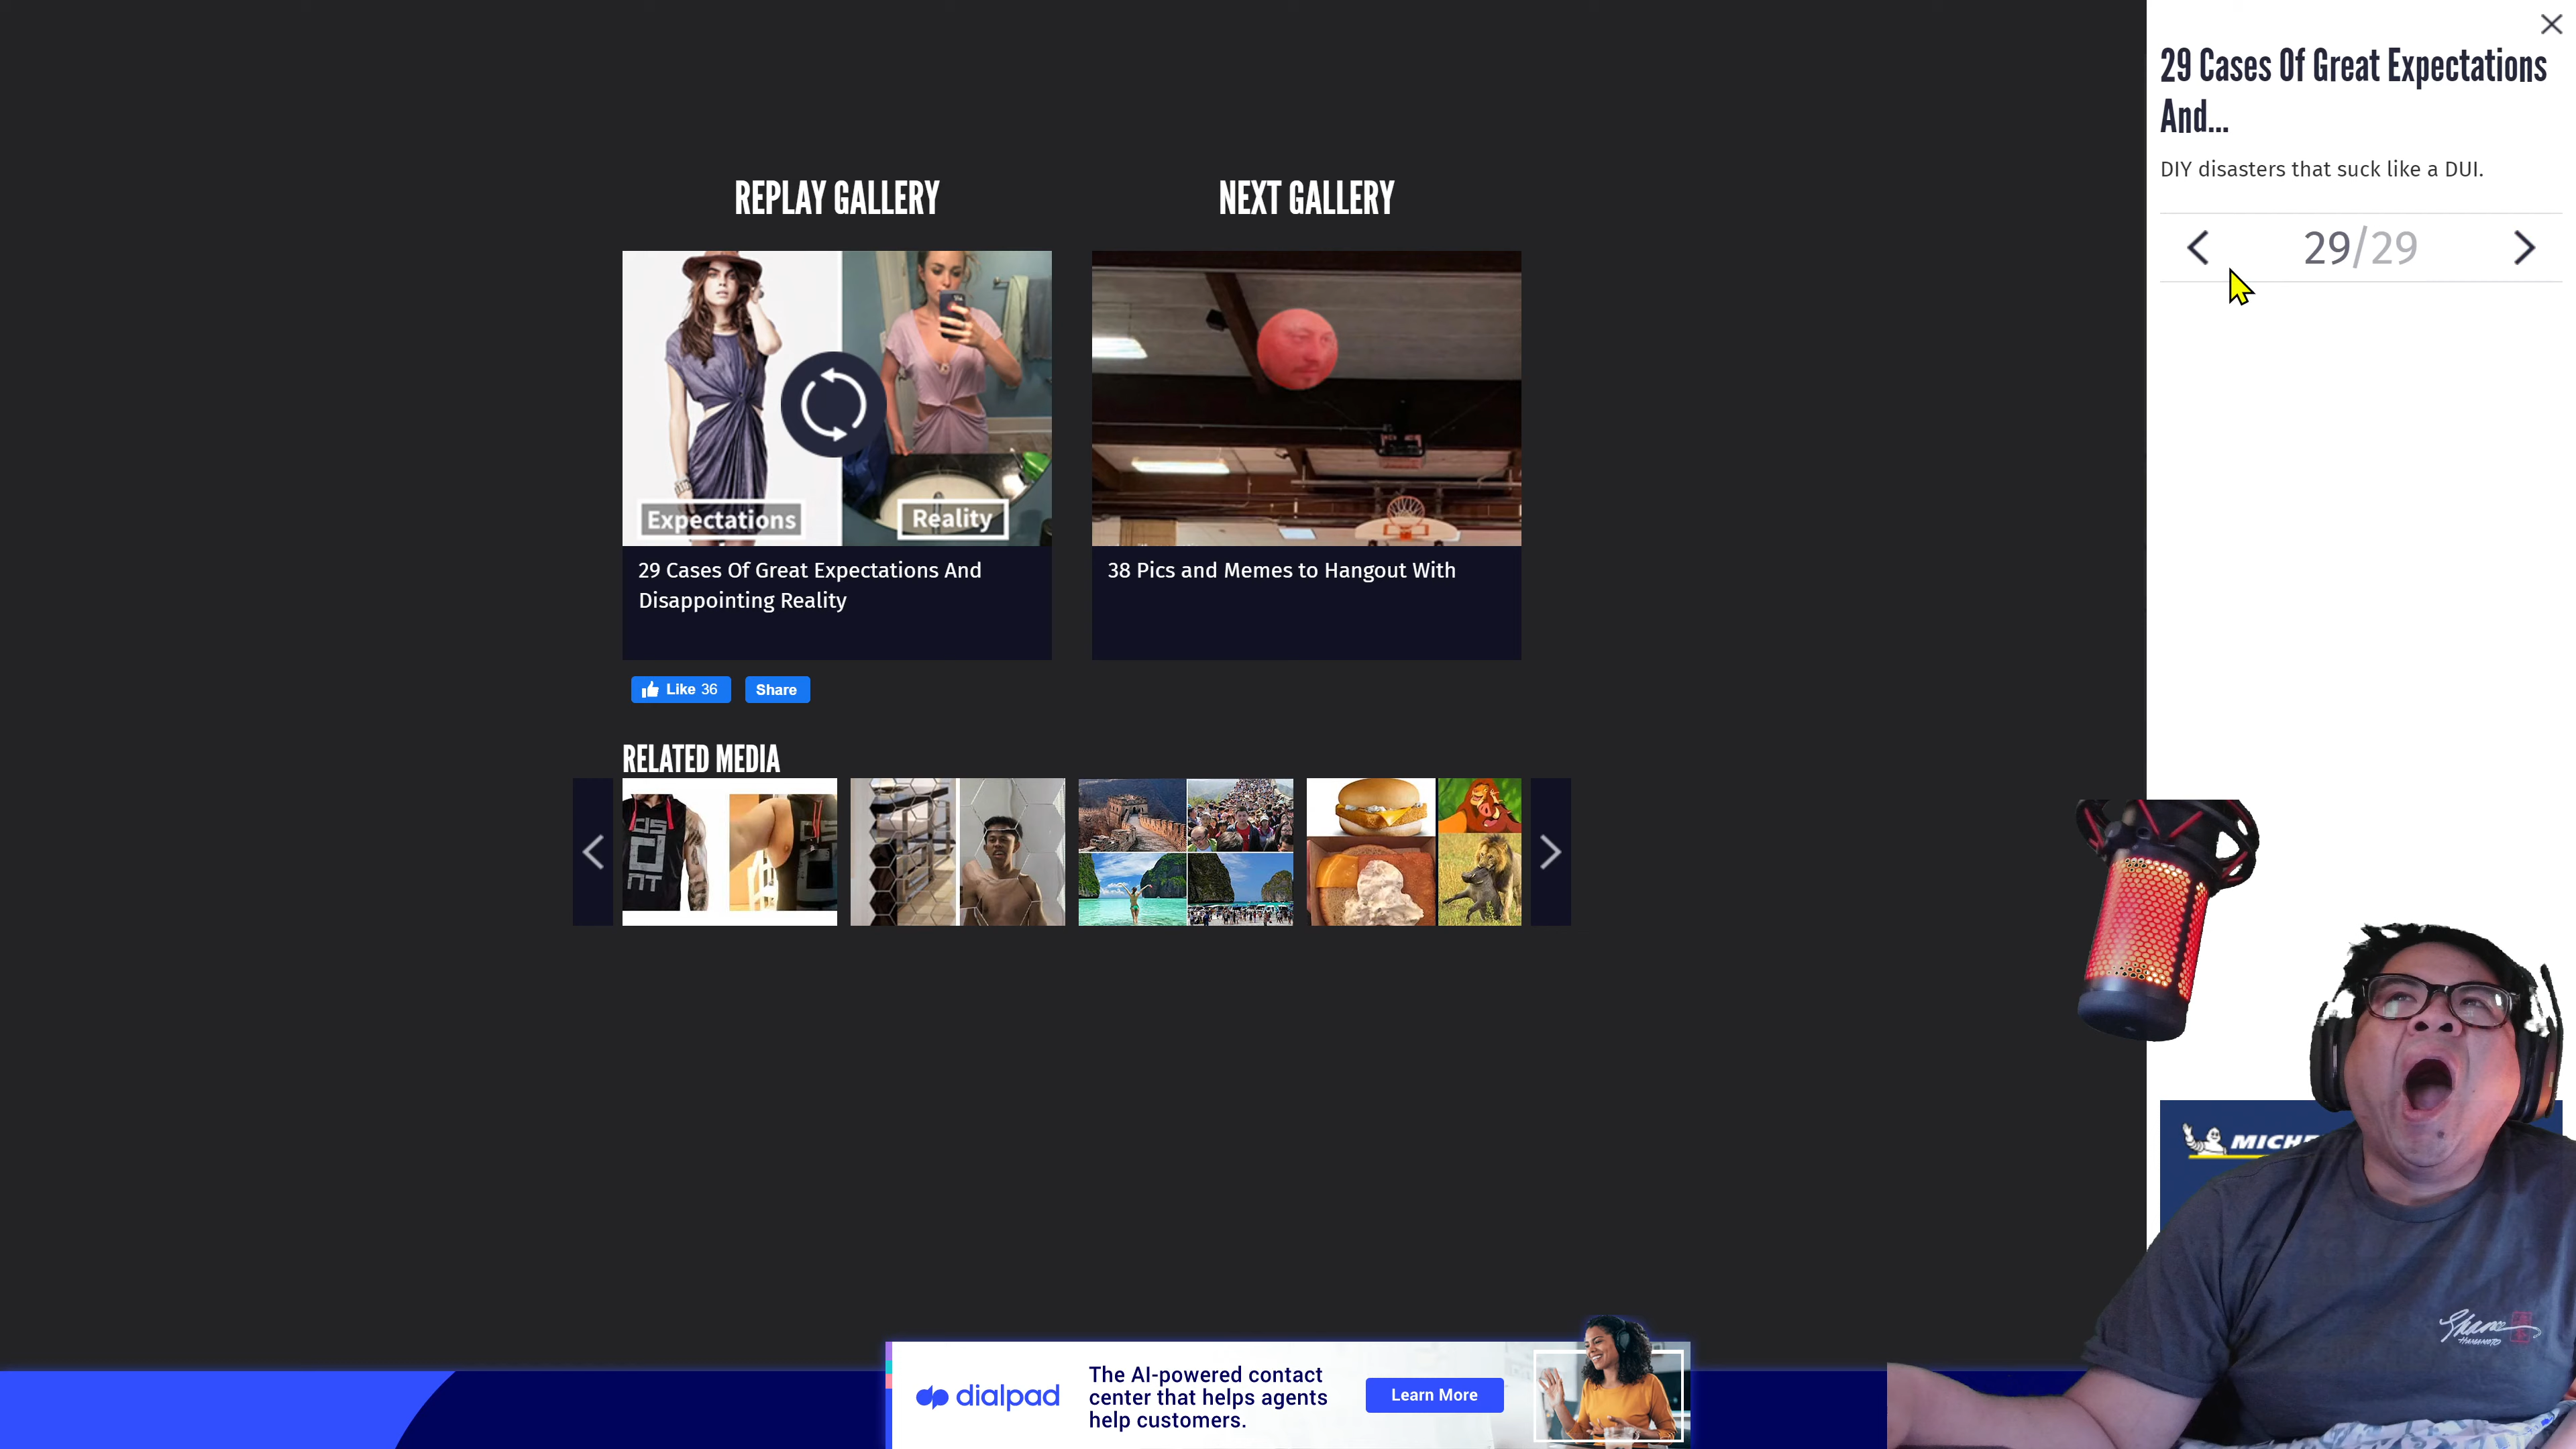 29 Cases Of Great Expectations
And...
DIY disasters that suck like a DUI.
29/29
REPLAY GALLERY
NEXT GALLERY
Expectations
Reality
29 Cases Of Great Expectations And
Disappointing Reality
38 Pics and Memes to Hangout With
Like 36
Share
RELATED MEDIA
dialpad
The AI-powered contact
center that helps agents
help customers.
Learn More